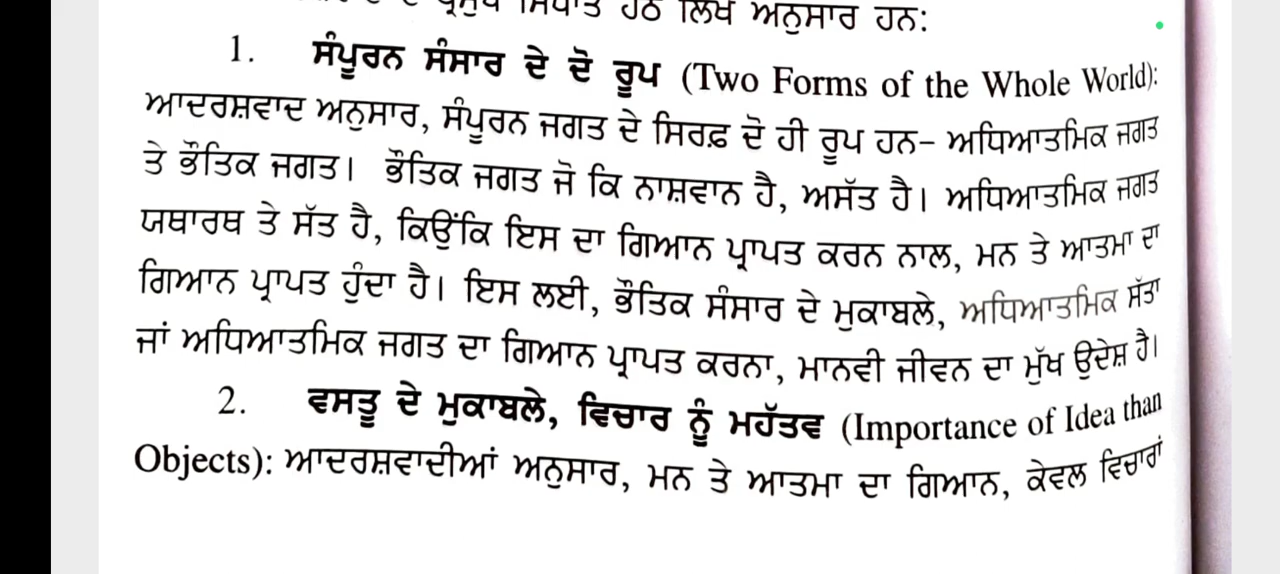 ਹੇਠ ਲਿਖੇ ਅਨੁਸਾਰ ਹਨ:
1. ਸੰਪੂਰਨ ਸੰਸਾਰ ਦੇ ਦੋ ਰੂਪ (Two Forms of the Whole World):
ਆਦਰਸ਼ਵਾਦ ਅਨੁਸਾਰ, ਸੰਪੂਰਨ ਜਗਤ ਦੇ ਸਿਰਫ਼ ਦੋ ਹੀ ਰੂਪ ਹਨ- ਅਧਿਆਤਮਿਕ ਜਗਤ
ਤੇ ਭੌਤਿਕ ਜਗਤ। ਭੌਤਿਕ ਜਗਤ ਜੋ ਕਿ ਨਾਸ਼ਵਾਨ ਹੈ, ਅਸੱਤ ਹੈ। ਅਧਿਆਤਮਿਕ ਜਗਤ
ਯਥਾਰਥ ਤੇ ਸੱਤ ਹੈ, ਕਿਉਂਕਿ ਇਸ ਦਾ ਗਿਆਨ ਪ੍ਰਾਪਤ ਕਰਨ ਨਾਲ, ਮਨ ਤੇ ਆਤਮਾ ਦਾ
ਗਿਆਨ ਪ੍ਰਾਪਤ ਹੁੰਦਾ ਹੈ। ਇਸ ਲਈ, ਭੌਤਿਕ ਸੰਸਾਰ ਦੇ ਮੁਕਾਬਲੇ, ਅਧਿਆਤਮਿਕ ਸੱਤਾ
ਜਾਂ ਅਧਿਆਤਮਿਕ ਜਗਤ ਦਾ ਗਿਆਨ ਪ੍ਰਾਪਤ ਕਰਨਾ, ਮਾਨਵੀ ਜੀਵਨ ਦਾ ਮੁੱਖ ਉਦੇਸ਼ ਹੈ।
2. ਵਸਤੂ ਦੇ ਮੁਕਾਬਲੇ, ਵਿਚਾਰ ਨੂੰ ਮਹੱਤਵ (Importance of Idea than
Objects): ਆਦਰਸ਼ਵਾਦੀਆਂ ਅਨੁਸਾਰ, ਮਨ ਤੇ ਆਤਮਾ ਦਾ ਗਿਆਨ, ਕੇਵਲ ਵਿਚਾਰਾਂ